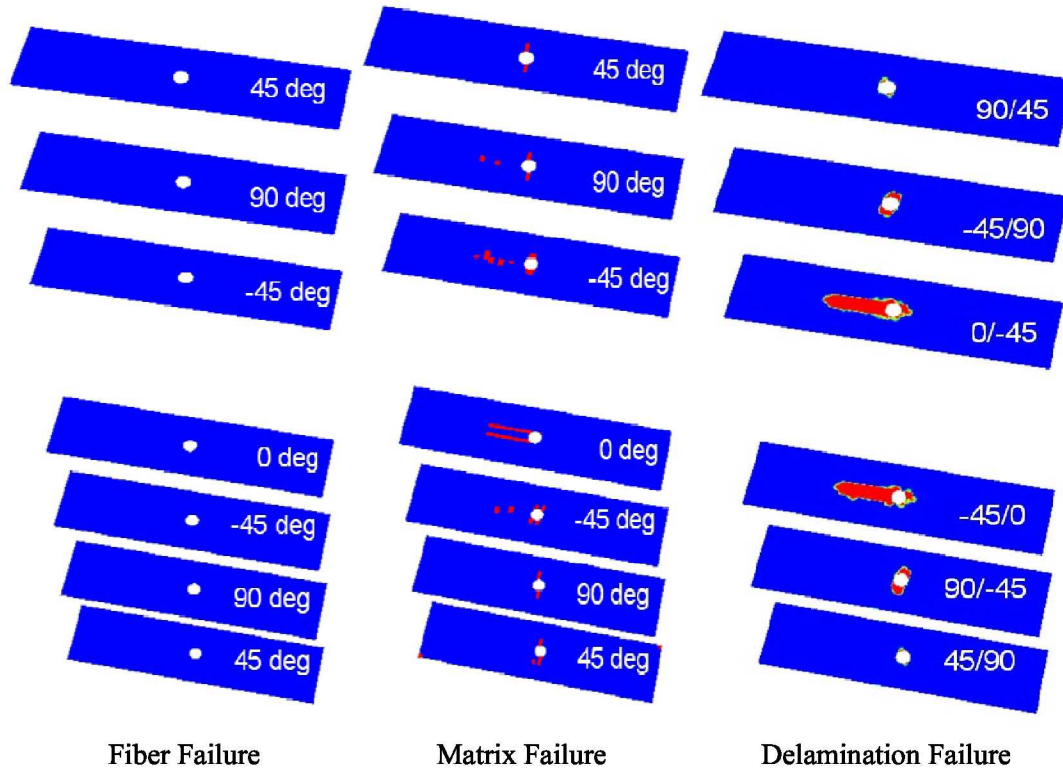 45 deg
90 deg
-45 deg
0 deg
-45 deg
90 deg
45 deg
Fiber Failure
45 deg
90 deg
-45 deg
0 deg
-45 deg
90 deg
45 deg
Matrix Failure
90/45
-45/90
0/-45
-45/0
90/-45
45/90
Delamination Failure